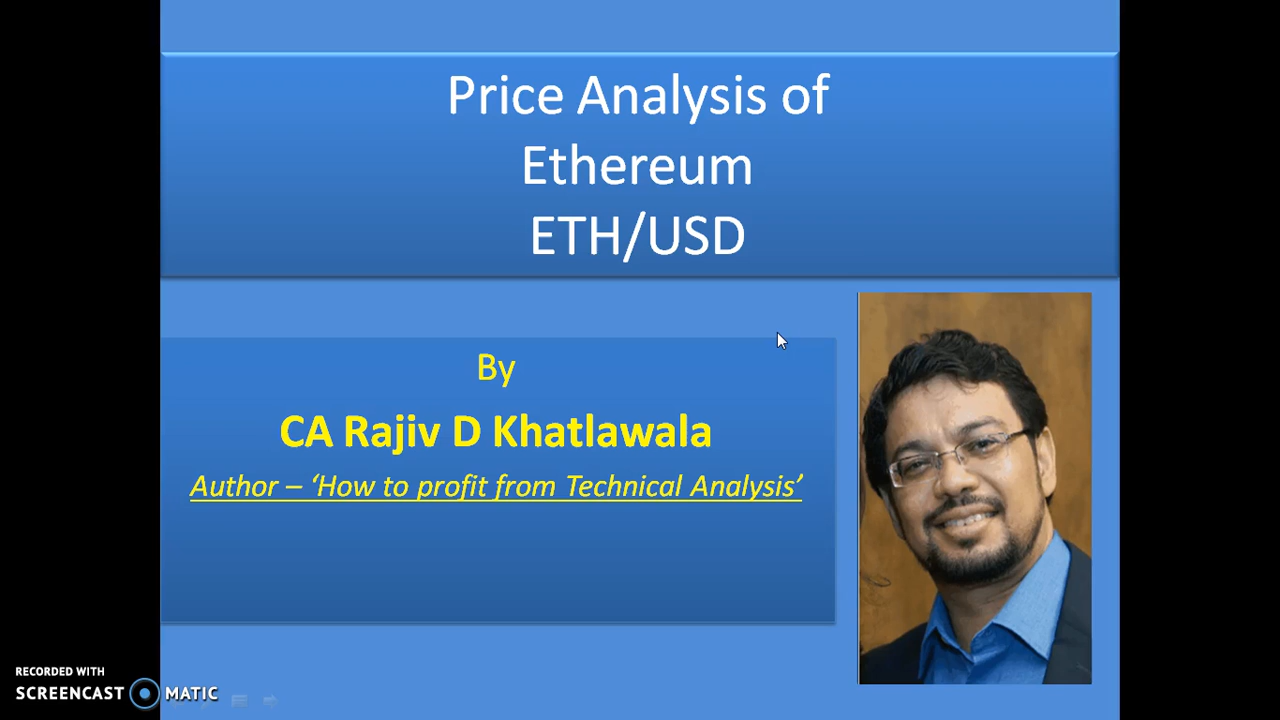 Price Analysis of
Ethereum
ETH/USD
By
CA Rajiv D Khatlawala
Author – ‘How to profit from Technical Analysis’
RECORDED WITH
SCREENCAST MATIC